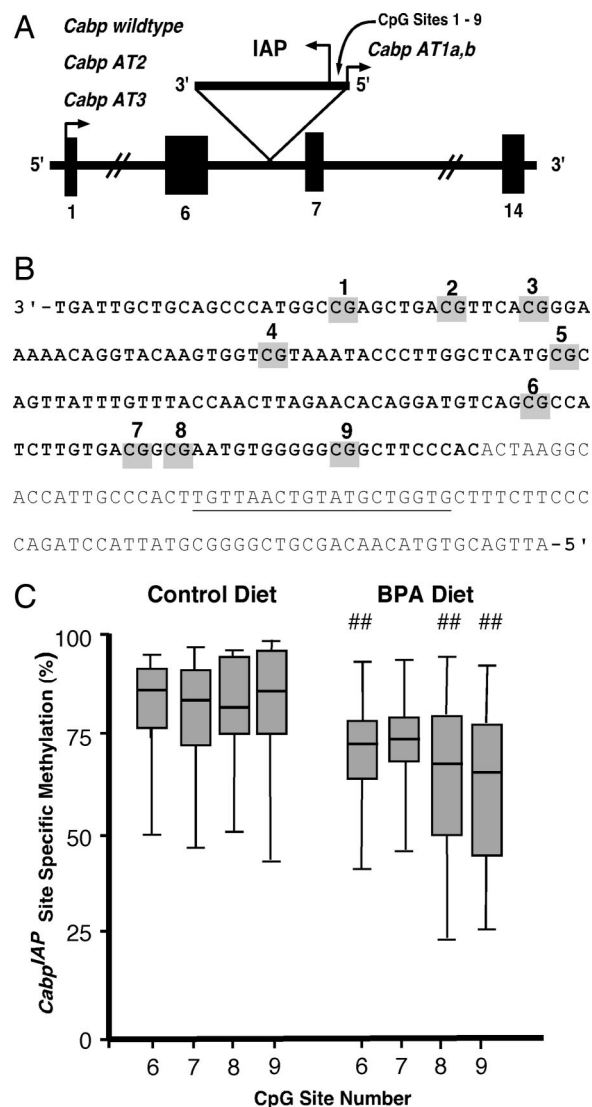 A
Cabp wildtype
Cabp AT2
Cabp AT3
CpG Sites 1 - 9
IAP
Cabp AT1a,b
3' 5'
5' 3'
1 6 7 14
B
1 2 3
3'-TGATTGCTGCAGCCCATGGCCGAGCTGACGTTCACGGGA
4 5
AAAACAGGTACAAGTGGTCGTAAATACCCTTGGCTCATGCGC
6
AGTTATTTGTTTACCAACTTAGAACACAGGATGTCAGCGCCA
7 8 9
TCTTGTGACGGCGAATGTGGGGGCGGCTTCCCACACTAAGGC
ACCATTGCCCACTTGTTAACTGTATGCTGGTGCTTTCTTCCC
CAGATCCATTATGCGGGGCTGCGACAACATGTGCAGTTA-5'
C
Control Diet BPA Diet
## ## ##
Cabp IAP Site Specific Methylation (%)
100
75
50
25
0
6 7 8 9 6 7 8 9
CpG Site Number